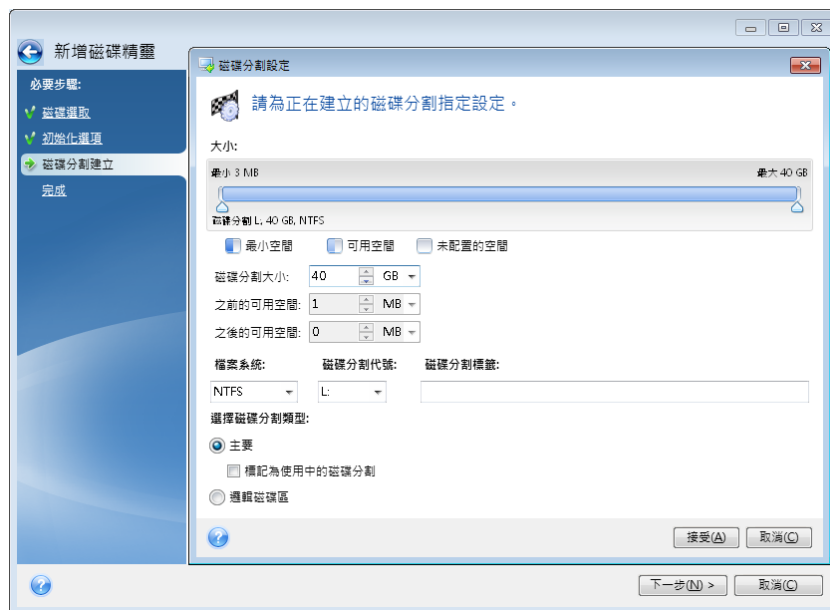 新增磁碟精靈
必要步驟:
磁碟選取
初始化選項
磁碟分割建立
完成
磁碟分割設定
請為正在建立的磁碟分割指定設定。
大小:
最小 3 MB 最大 40 GB
磁碟分割 L:, 40 GB, NTFS
最小空間 可用空間 未配置的空間
磁碟分割大小: 40 GB
之前的可用空間: 1 MB
之後的可用空間: 0 MB
檔案系統: 磁碟分割代號: 磁碟分割標籤:
NTFS L:
選擇磁碟分割類型:
主要
標記為使用中的磁碟分割
邏輯磁碟區
接受(A) 取消(C)
下一步(N) > 取消(C)